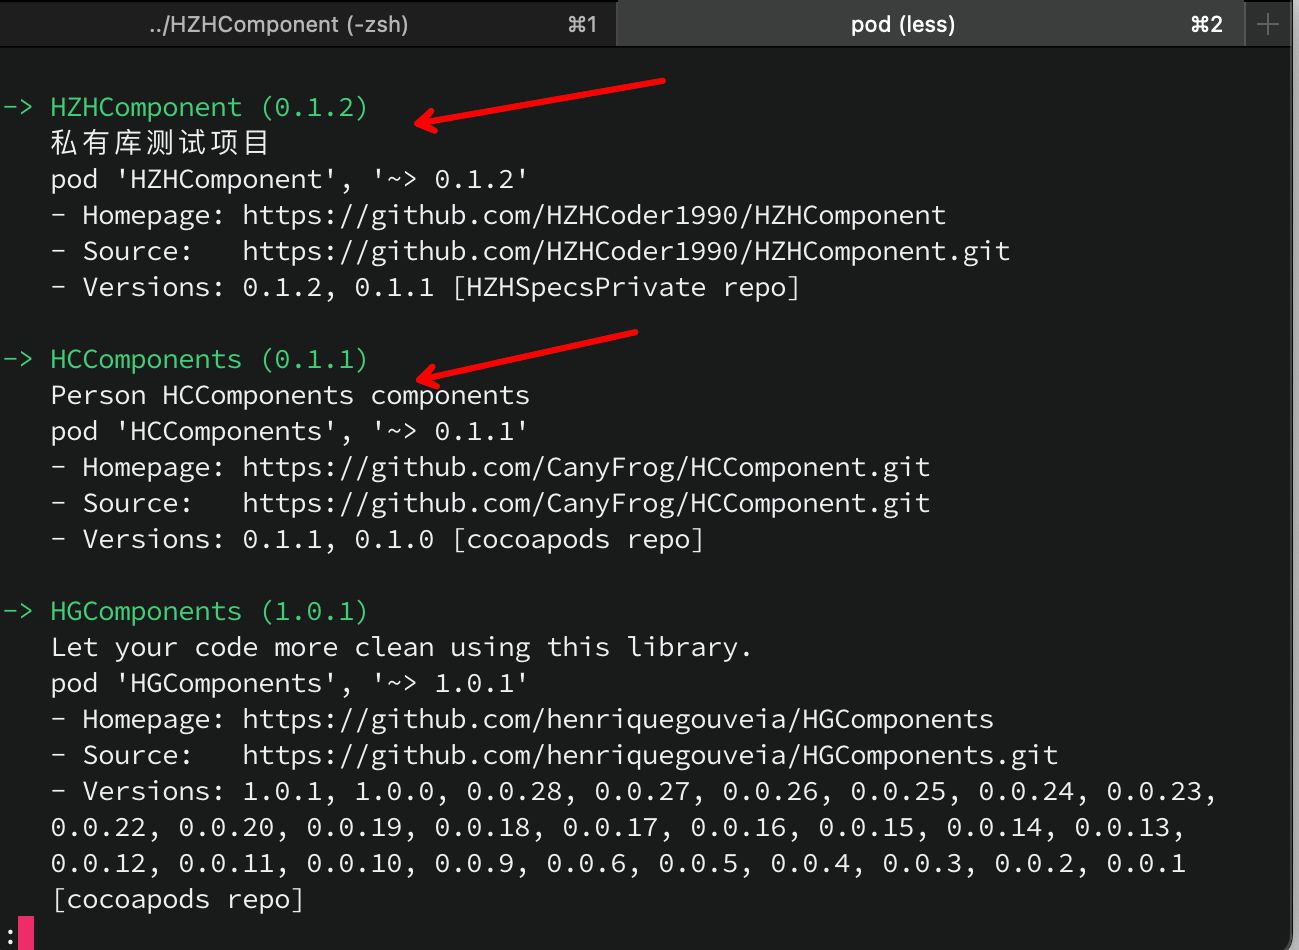 ../HZHComponent (-zsh) ⌘1 pod (less) ⌘2 +
-> HZHComponent (0.1.2)
私有库测试项目
pod 'HZHComponent', '~> 0.1.2'
- Homepage: https://github.com/HZHCoder1990/HZHComponent
- Source:   https://github.com/HZHCoder1990/HZHComponent.git
- Versions: 0.1.2, 0.1.1 [HZHSpecsPrivate repo]
-> HCComponents (0.1.1)
Person HCComponents components
pod 'HCComponents', '~> 0.1.1'
- Homepage: https://github.com/CanyFrog/HCComponent.git
- Source:   https://github.com/CanyFrog/HCComponent.git
- Versions: 0.1.1, 0.1.0 [cocoapods repo]
-> HGComponents (1.0.1)
Let your code more clean using this library.
pod 'HGComponents', '~> 1.0.1'
- Homepage: https://github.com/henriquegouveia/HGComponents
- Source:   https://github.com/henriquegouveia/HGComponents.git
- Versions: 1.0.1, 1.0.0, 0.0.28, 0.0.27, 0.0.26, 0.0.25, 0.0.24, 0.0.23,
0.0.22, 0.0.20, 0.0.19, 0.0.18, 0.0.17, 0.0.16, 0.0.15, 0.0.14, 0.0.13,
0.0.12, 0.0.11, 0.0.10, 0.0.9, 0.0.6, 0.0.5, 0.0.4, 0.0.3, 0.0.2, 0.0.1
[cocoapods repo]
: